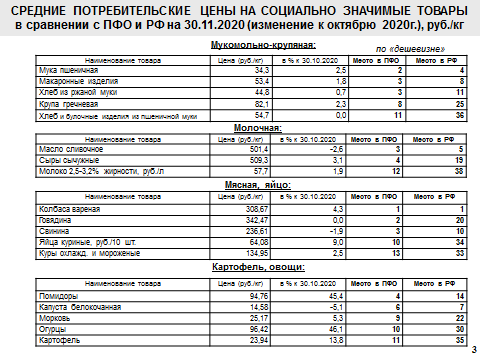 СРЕДНИЕ ПОТРЕБИТЕЛЬСКИЕ ЦЕНЫ НА СОЦИАЛЬНО ЗНАЧИМЫЕ ТОВАРЫ
в сравнении с ПФО и РФ на 30.11.2020 (изменение к октябрю 2020г.), руб./кг
Мукомольно-крупяная:
по «дешевизне»
Наименование товара Цена (руб./кг) в % к 30.10.2020 Место в ПФО Место в РФ
Мука пшеничная 34,3 2,5 2 4
Макаронные изделия 53,4 1,8 3 8
Хлеб из ржаной муки 44,8 0,7 3 11
Крупа гречневая 82,1 2,3 8 25
Хлеб и булочные изделия из пшеничной муки 54,7 0,0 11 36
Молочная:
Наименование товара Цена (руб./кг) в % к 30.10.2020 Место в ПФО Место в РФ
Масло сливочное 501,4 -2,6 3 5
Сыры сычужные 509,3 3,1 4 19
Молоко 2,5-3,2% жирности, руб./л 57,7 1,9 12 38
Мясная, яйцо:
Наименование товара Цена (руб./кг) в % к 30.10.2020 Место в ПФО Место в РФ
Колбаса вареная 308,67 4,3 1 1
Говядина 342,47 0,0 2 20
Свинина 236,61 -1,9 3 10
Яйца куриные, руб./10 шт. 64,08 9,0 10 34
Куры охлажд. и мороженые 134,95 2,5 13 33
Картофель, овощи:
Наименование товара Цена (руб./кг) в % к 30.10.2020 Место в ПФО Место в РФ
Помидоры 94,76 45,4 4 14
Капуста белокочанная 14,58 -5,1 6 7
Морковь 25,17 5,3 9 22
Огурцы 96,42 46,1 10 30
Картофель 23,94 13,8 11 35
3